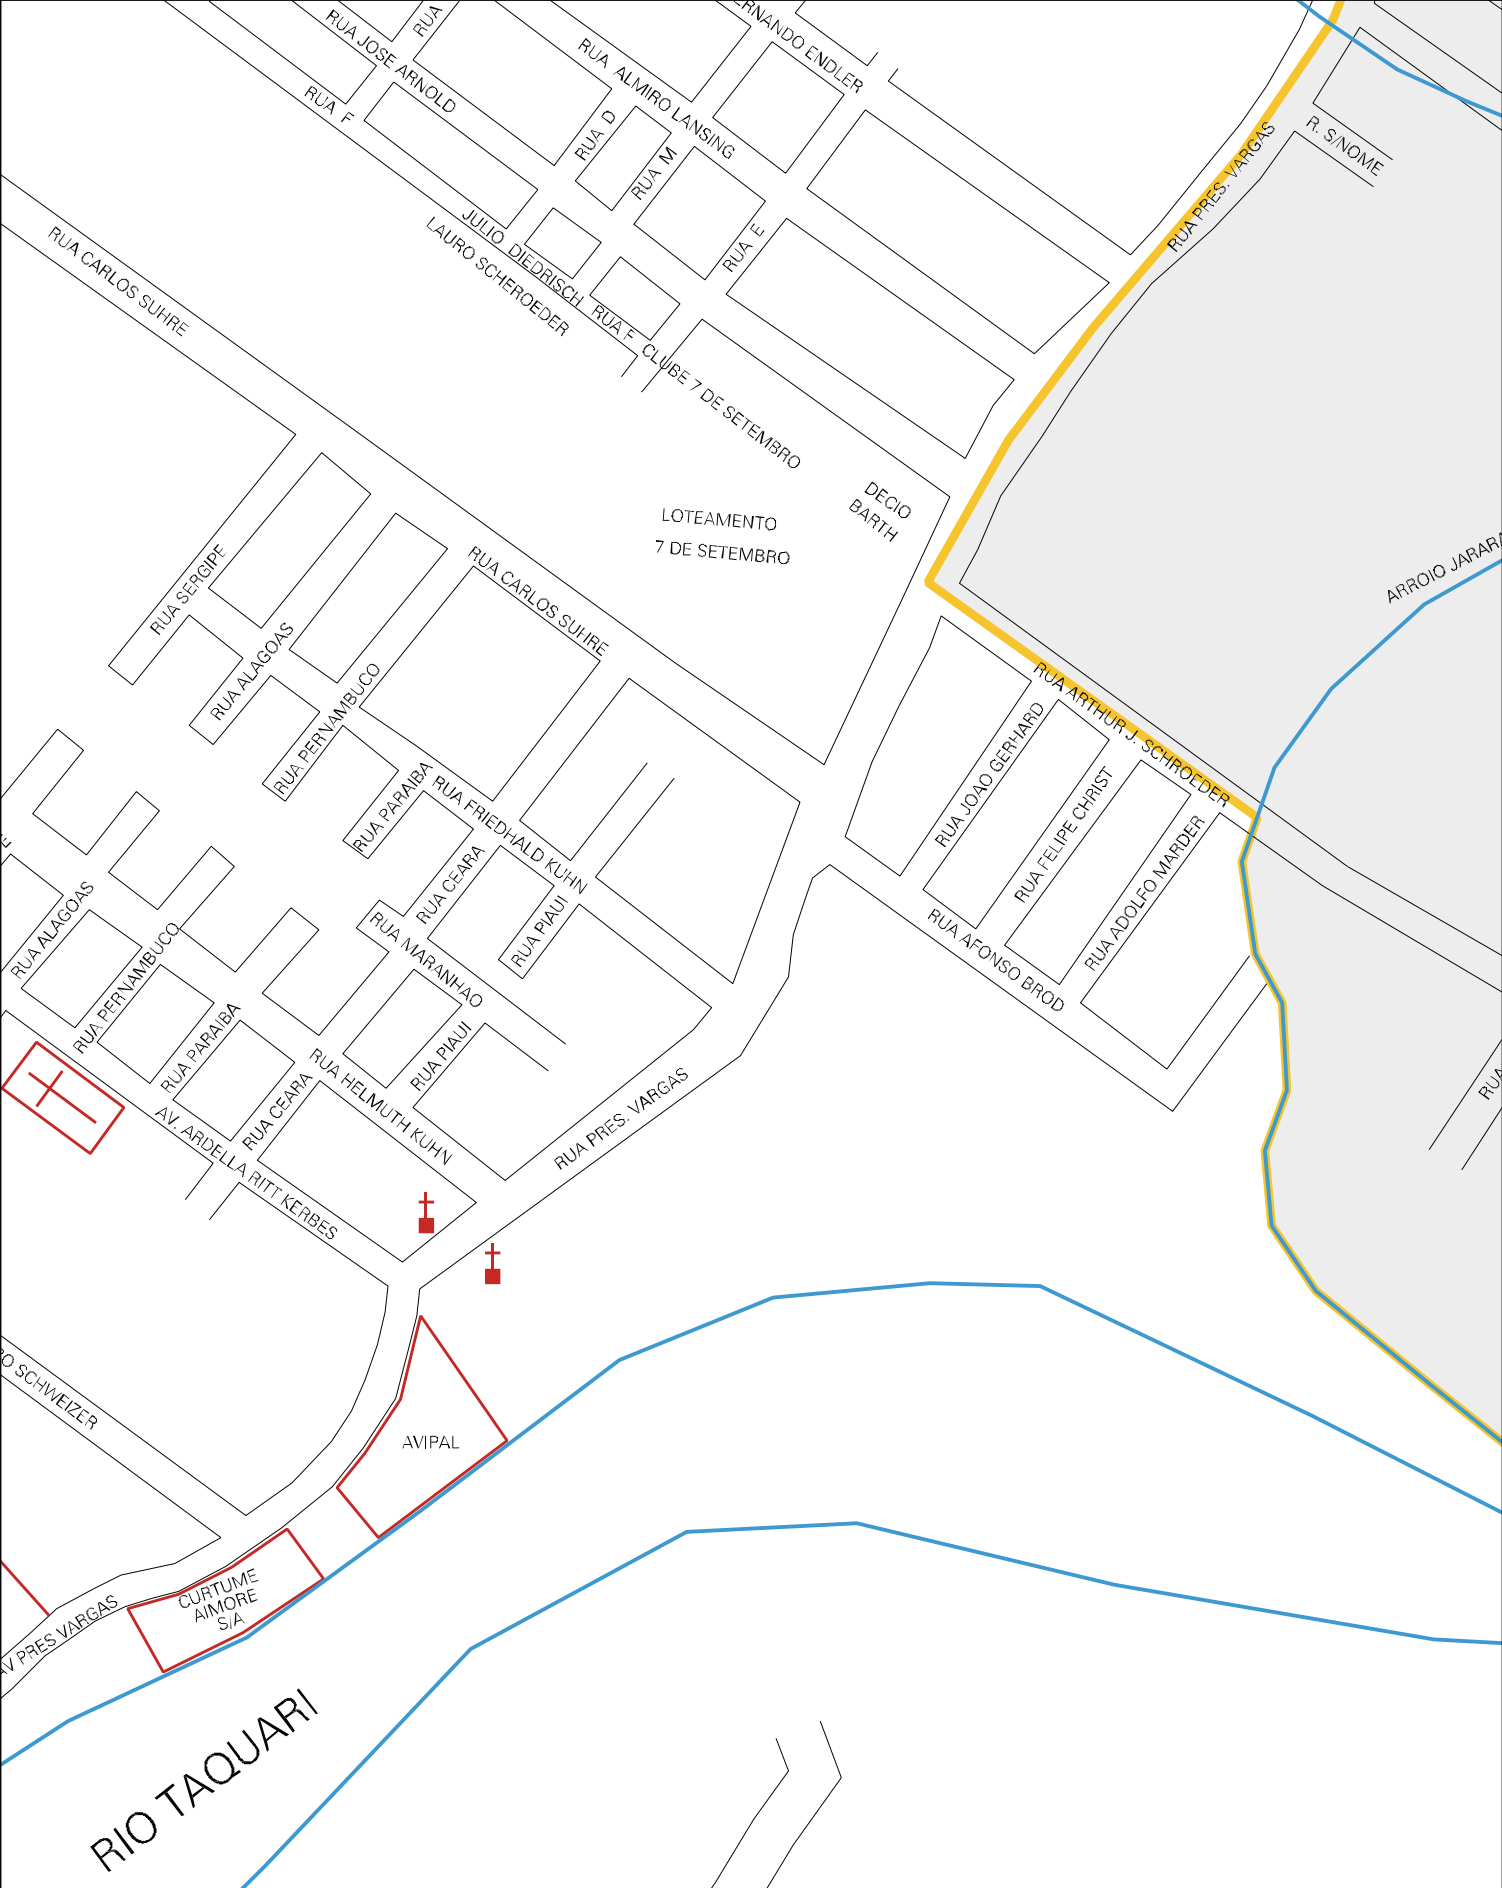 RUA
RUA JOSE ARNOLD
RUA F
RUA ALMIRO LANSING
ERNANDO ENDLER
RUA D
RUA M
RUA E
RUA PRES. VARGAS
R. S/NOME
JULIO DIEDRISCH
LAURO SCHEROEDER
RUA F
CLUBE 7 DE SETEMBRO
RUA CARLOS SUHRE
DECIO
BARTH
LOTEAMENTO
7 DE SETEMBRO
ARROIO JARARA
RUA CARLOS SUHRE
RUA SERGIPE
RUA ALAGOAS
RUA PERNAMBUCO
RUA PARAIBA
RUA FRIEDHALD KUHN
RUA CEARA
RUA PIAUI
RUA ARTHUR J. SCHROEDER
RUA JOAO GERHARD
RUA FELIPE CHRIST
RUA ADOLFO MARDER
RUA AFONSO BROD
E
RUA ALAGOAS
RUA PERNAMBUCO
RUA PARAIBA
RUA CEARA
RUA MARANHAO
RUA PIAUI
RUA HELMUTH KUHN
RUA PRES. VARGAS
RUA
AV. ARDELLA RITT KERBES
O SCHWEIZER
AVIPAL
CURTUME
AIMORE
S/A
AV PRES VARGAS
RIO TAQUARI